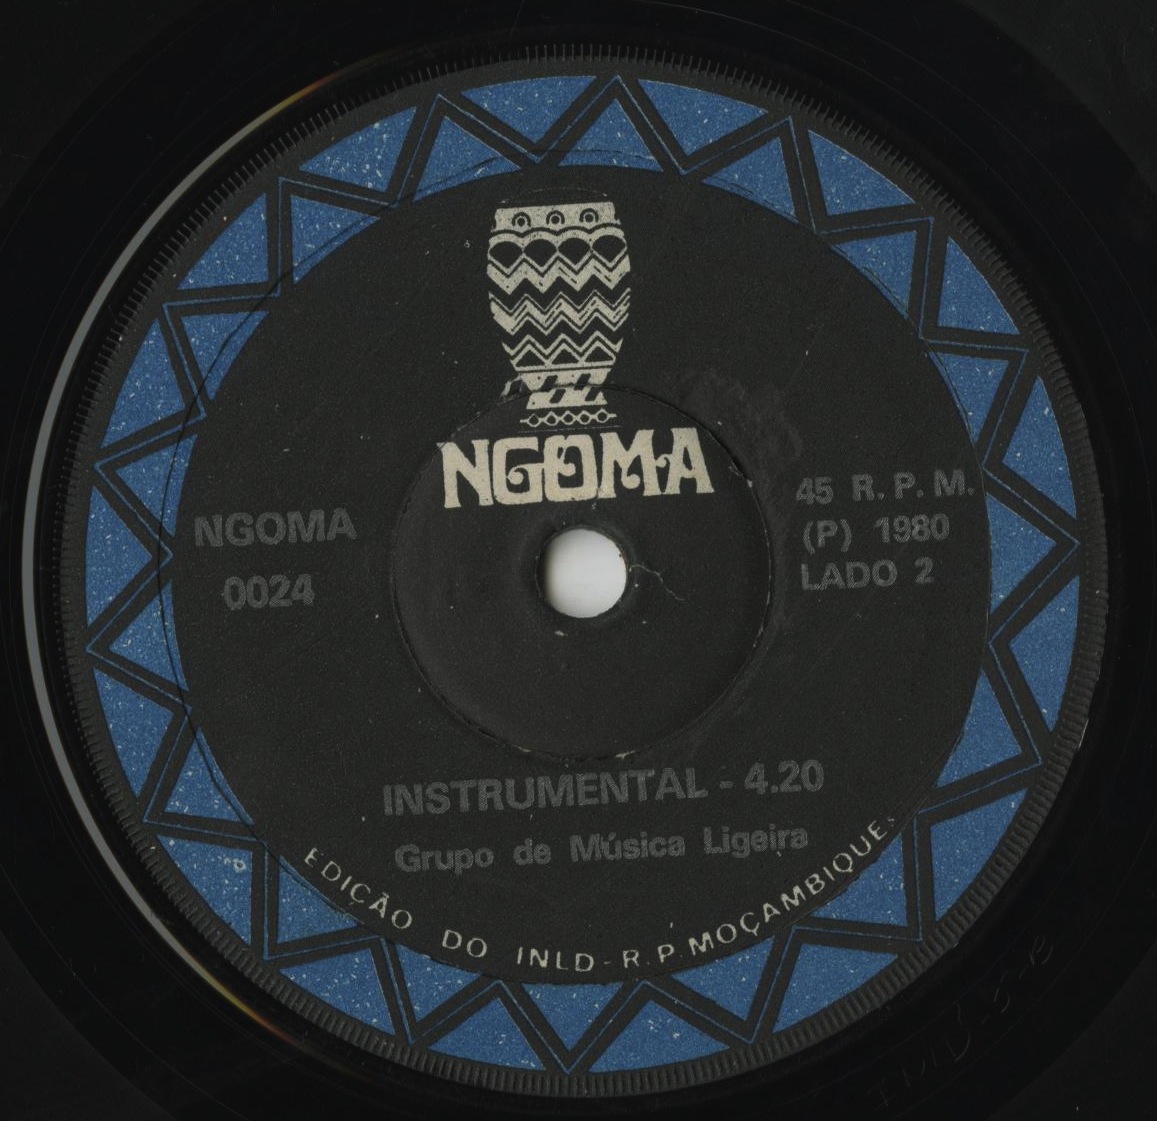 NGOMA
NGOMA
0024
45 R. P. M.
(P) 1980
LADO 2
INSTRUMENTAL - 4.20
Grupo de Música Ligeira
EDIÇÃO DO INLD - R. P. MOÇAMBIQUE